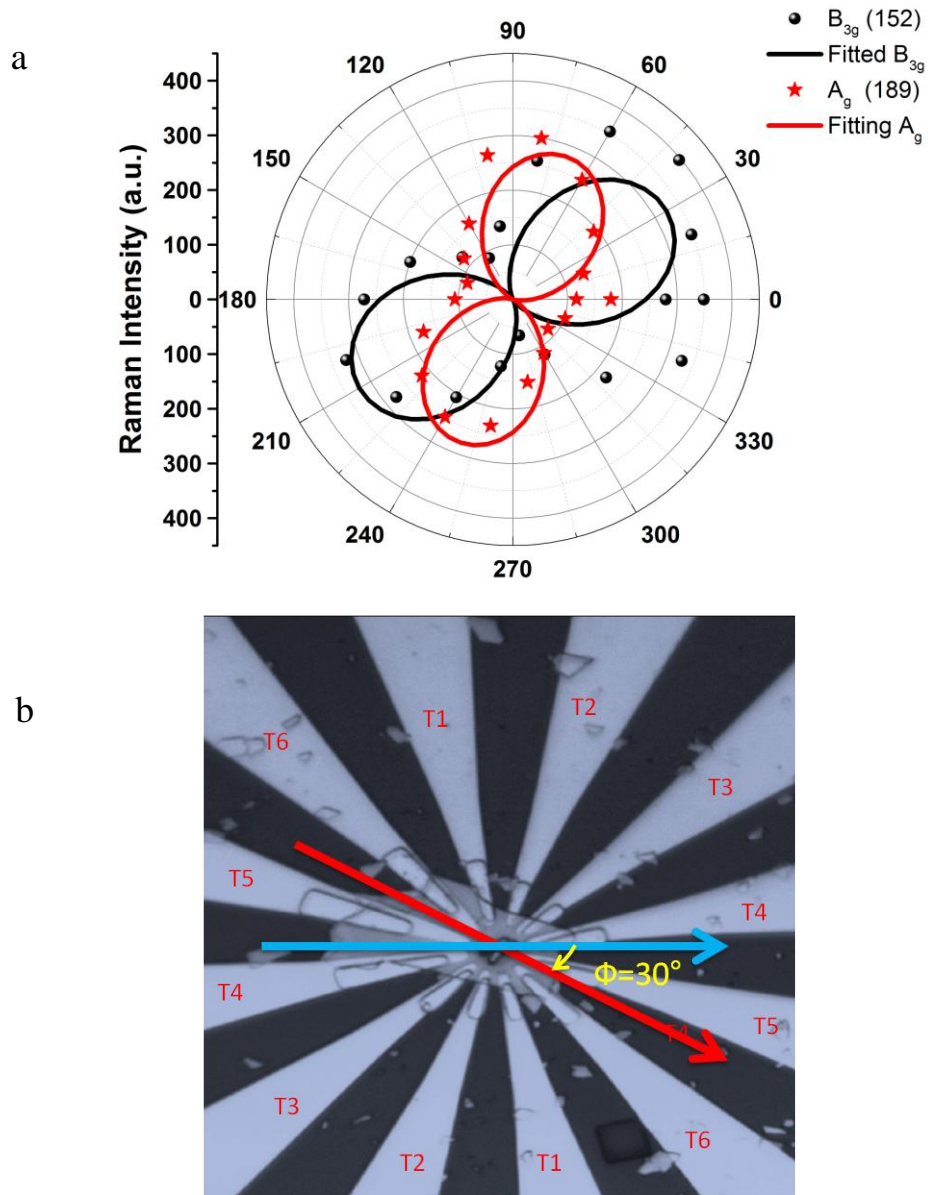 a
Raman Intensity (a.u.)
400
300
200
100
0
100
200
300
400
90
60
30
0
330
300
270
240
210
180
150
120
B3g (152)
Fitted B3g
Ag (189)
Fitting Ag
b
T1
T2
T6
T3
T5
T4
Φ=30°
T4
T4
T5
T3
T6
T2
T1